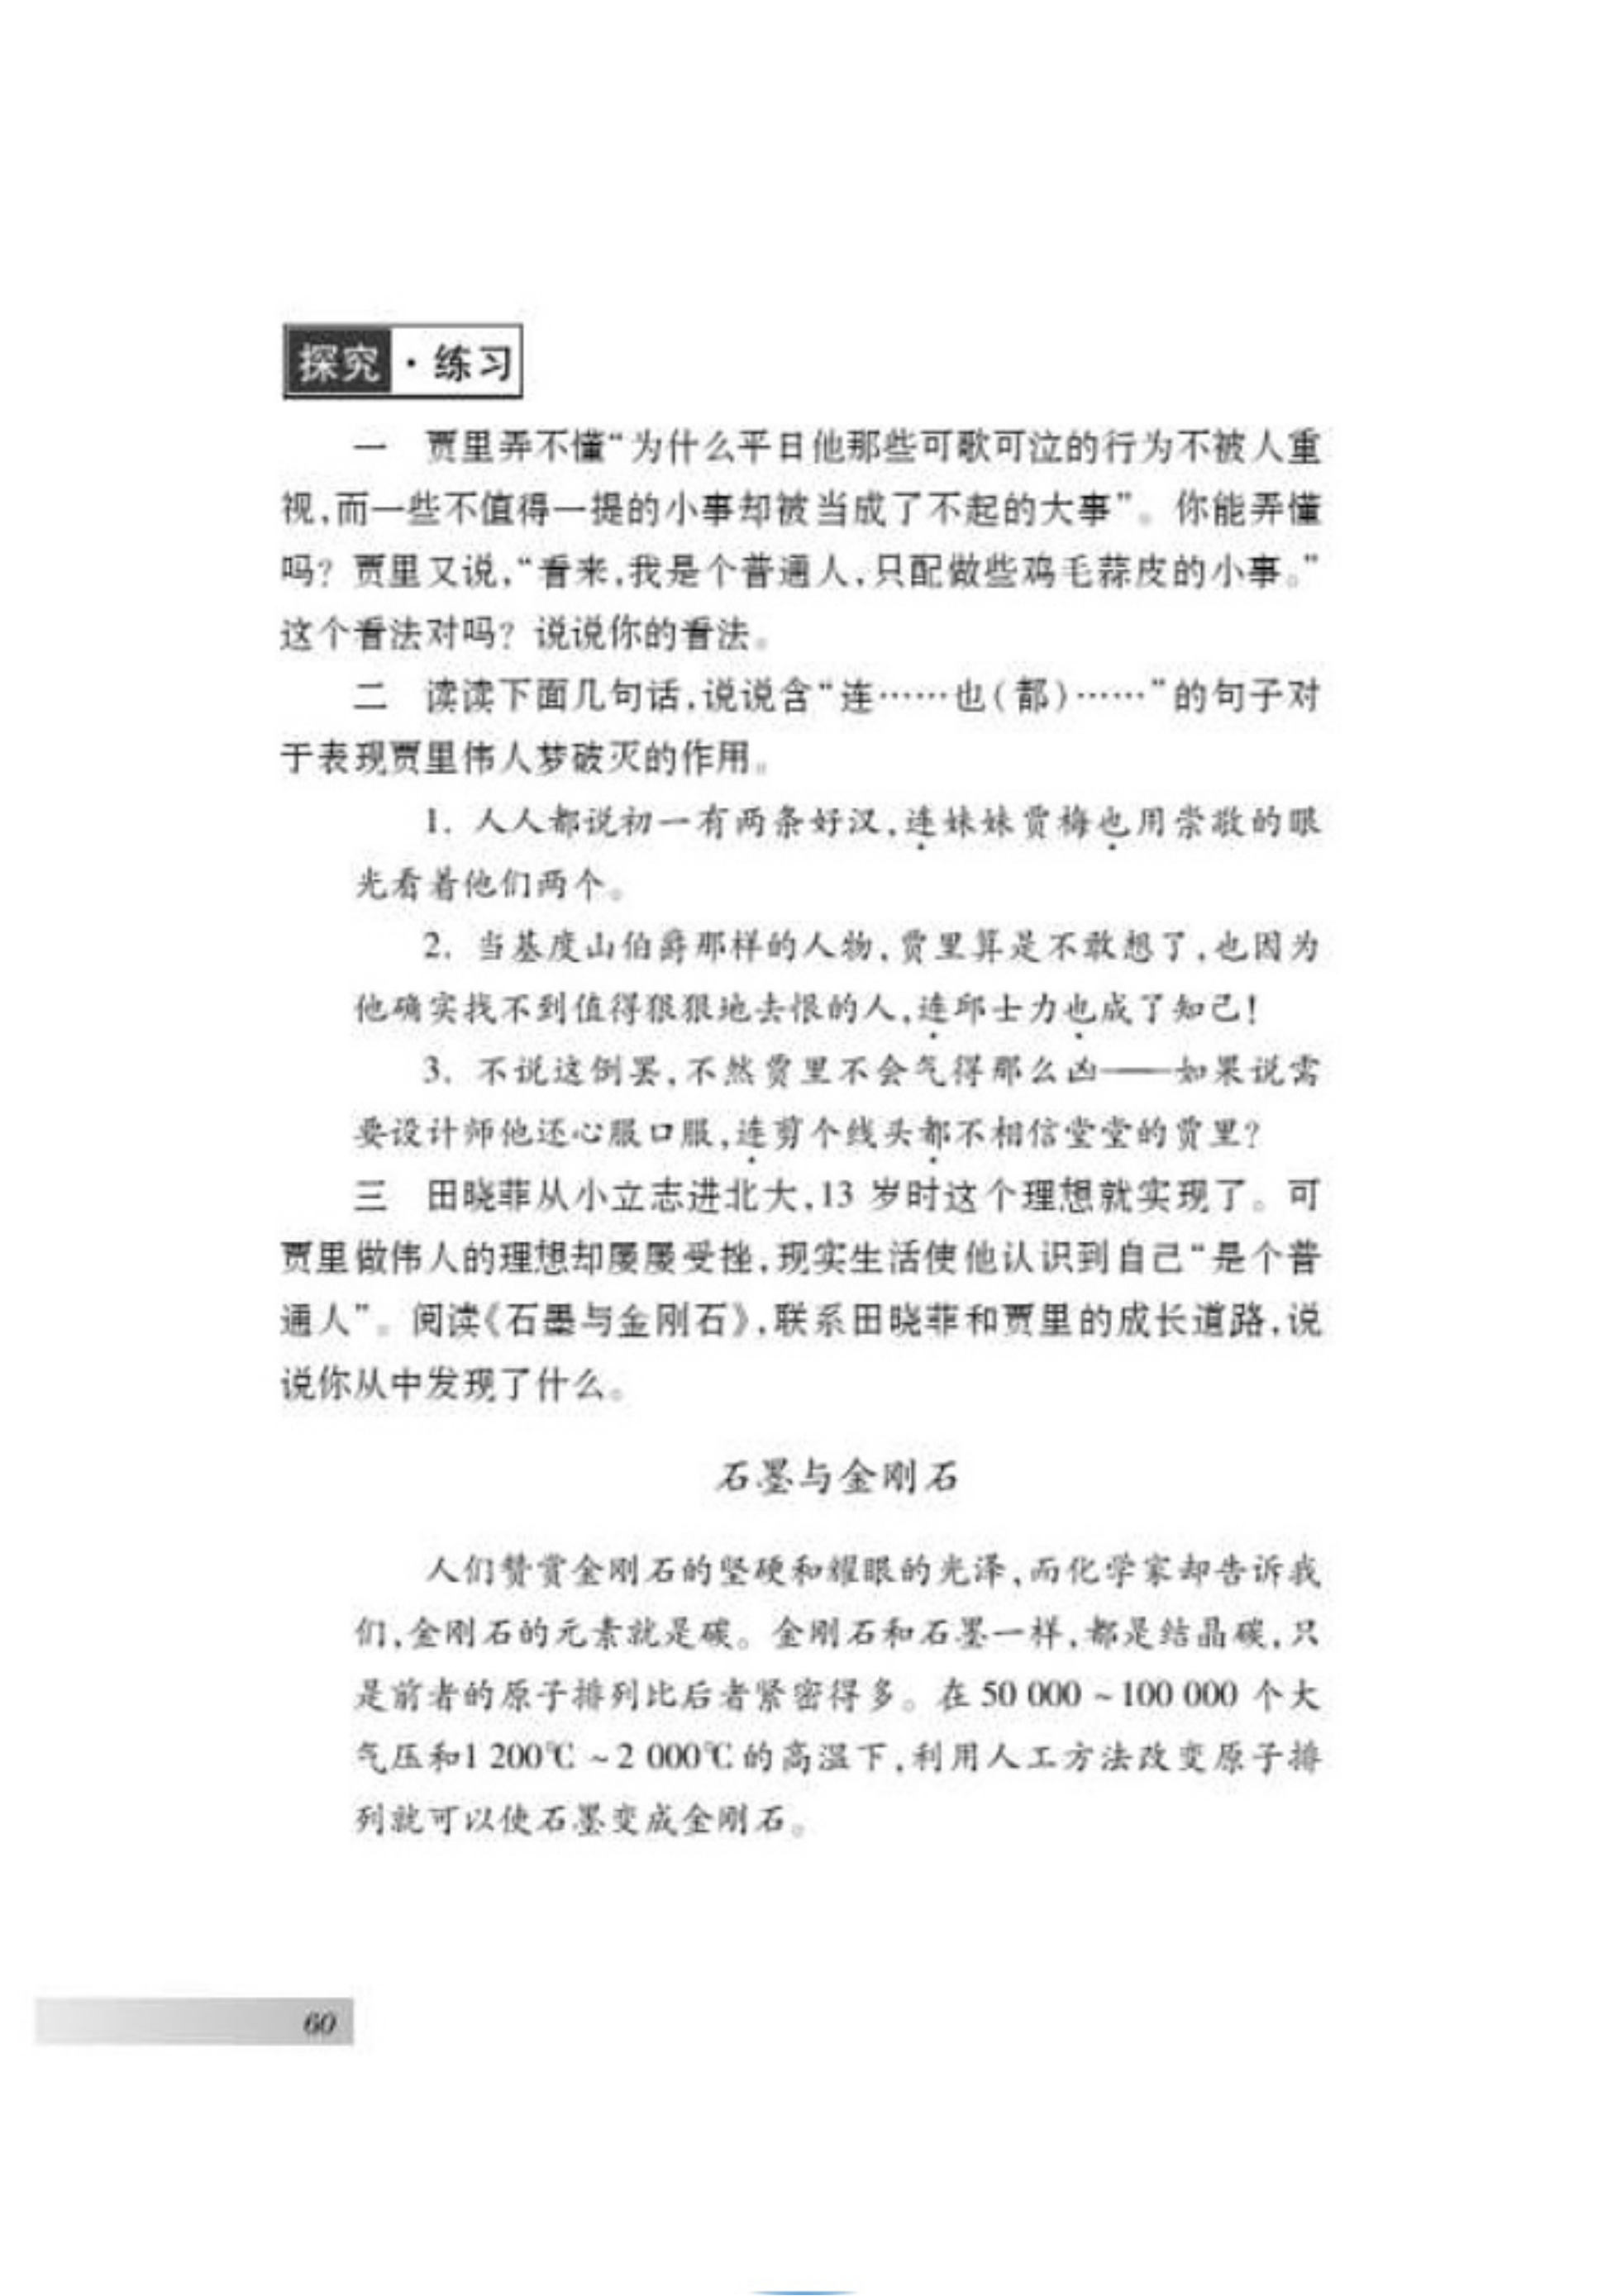 探究·练习
一 贾里弄不懂“为什么平日他那些可歌可泣的行为不被人重
视,而一些不值得一提的小事却被当成了不起的大事”。你能弄懂
吗?贾里又说,“看来,我是个普通人,只配做些鸡毛蒜皮的小事。”
这个看法对吗?说说你的看法。
二 读读下面几句话,说说含“连……也(都)……”的句子对
于表现贾里伟人梦破灭的作用。
1. 人人都说初一有两条好汉,连妹妹贾梅也用崇敬的眼
光看着他们两个。
2. 当基度山伯爵那样的人物,贾里算是不敢想了,也因为
他确实找不到值得狠狠地去恨的人,连邱士力也成了知己!
3. 不说这倒罢,不然贾里不会气得那么凶——如果说需
要设计师他还心服口服,连剪个线头都不相信堂堂的贾里?
三 田晓菲从小立志进北大,13 岁时这个理想就实现了。可
贾里做伟人的理想却屡屡受挫,现实生活使他认识到自己“是个普
通人”。阅读《石墨与金刚石》,联系田晓菲和贾里的成长道路,说
说你从中发现了什么。
石墨与金刚石
人们赞赏金刚石的坚硬和耀眼的光泽,而化学家却告诉我
们,金刚石的元素就是碳。金刚石和石墨一样,都是结晶碳,只
是前者的原子排列比后者紧密得多。在 50 000 ~ 100 000 个大
气压和1 200℃ ~ 2 000℃ 的高温下,利用人工方法改变原子排
列就可以使石墨变成金刚石。
60